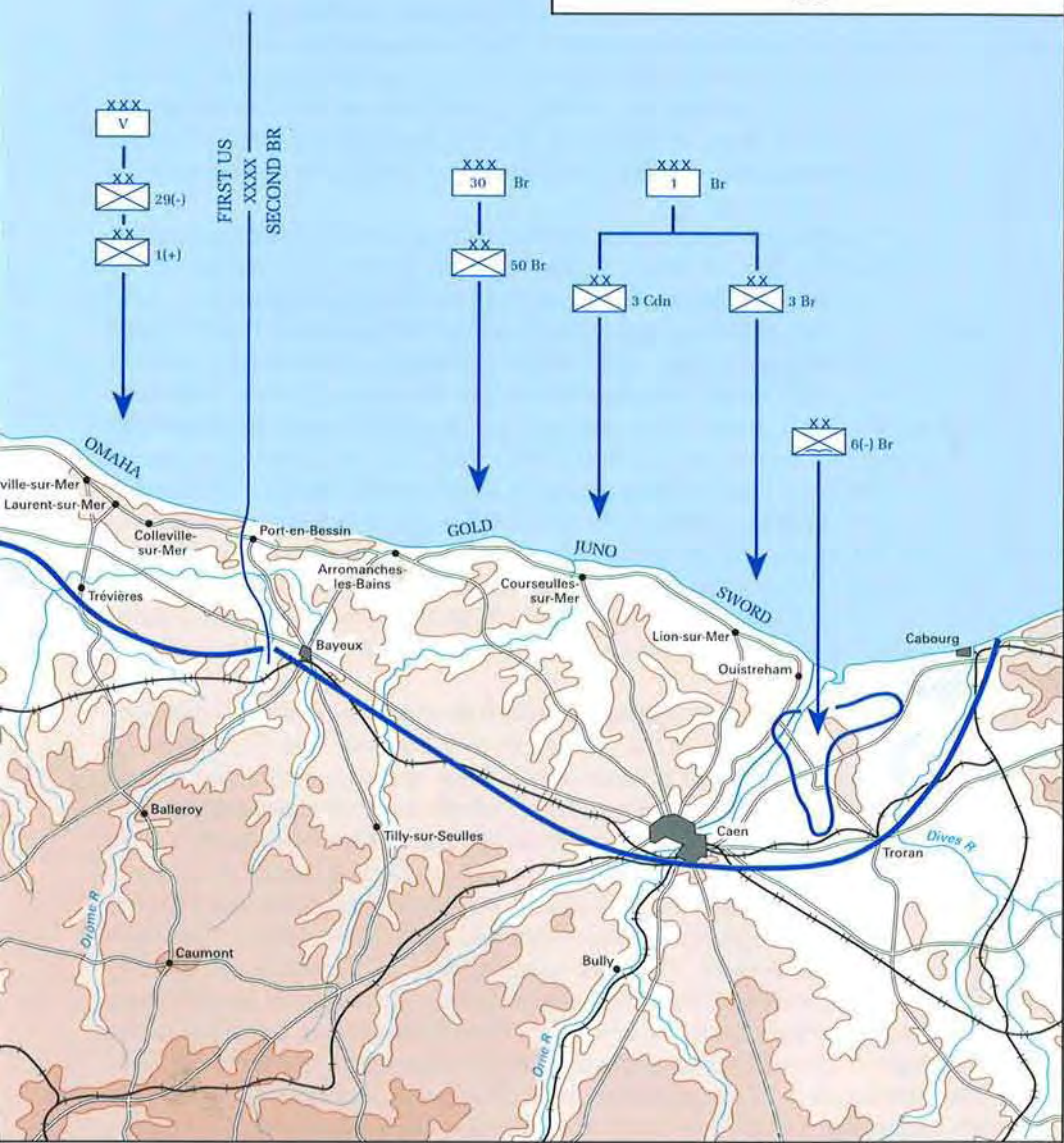 XXX
V
XX
29(-)
XX
1(+)
FIRST US
XXXX
SECOND BR
XXX
30 Br
XX
50 Br
XXX
1 Br
XX
3 Cdn
XX
3 Br
XX
6(-) Br
OMAHA
ville-sur-Mer
Laurent-sur-Mer
Colleville-
sur-Mer
Port-en-Bessin
Arromanches-
les-Bains
GOLD
JUNO
Courseulles-
sur-Mer
SWORD
Lion-sur-Mer
Ouistreham
Cabourg
Trévières
Bayeux
Balleroy
Tilly-sur-Seulles
Caen
Troran
Dives R
Drôme R
Caumont
Bully
Orne R